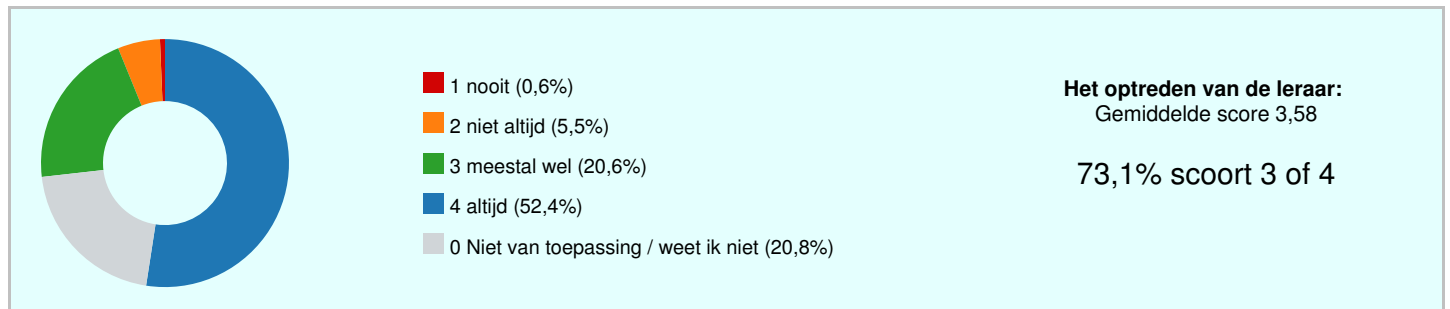 1 nooit (0,6%)
2 niet altijd (5,5%)
3 meestal wel (20,6%)
4 altijd (52,4%)
0 Niet van toepassing / weet ik niet (20,8%)
Het optreden van de leraar:
Gemiddelde score 3,58
73,1% scoort 3 of 4